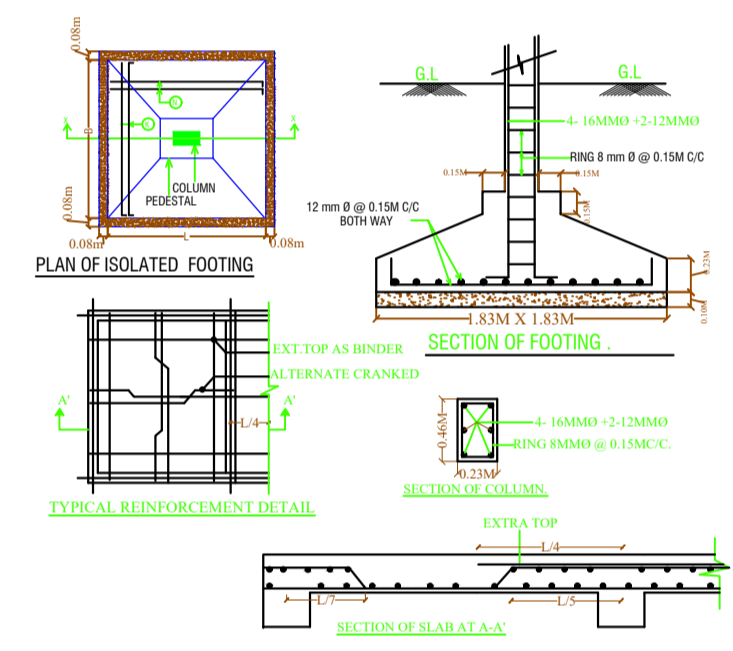 0.08m
0.08m
x
x
B
L
COLUMN
PEDESTAL
0.08m
0.08m
PLAN OF ISOLATED FOOTING
G.L
G.L
4- 16MMØ +2-12MMØ
RING 8 mm Ø @ 0.15M C/C
0.15M
0.15M
0.15M
12 mm Ø @ 0.15M C/C
BOTH WAY
0.23M
0.10M
1.83M X 1.83M
SECTION OF FOOTING .
EXT.TOP AS BINDER
ALTERNATE CRANKED
A'
A'
L/4
TYPICAL REINFORCEMENT DETAIL
0.46M
4- 16MMØ +2-12MMØ
RING 8MMØ @ 0.15MC/C.
0.23M
SECTION OF COLUMN.
EXTRA TOP
L/4
L/7
L/5
SECTION OF SLAB AT A-A'